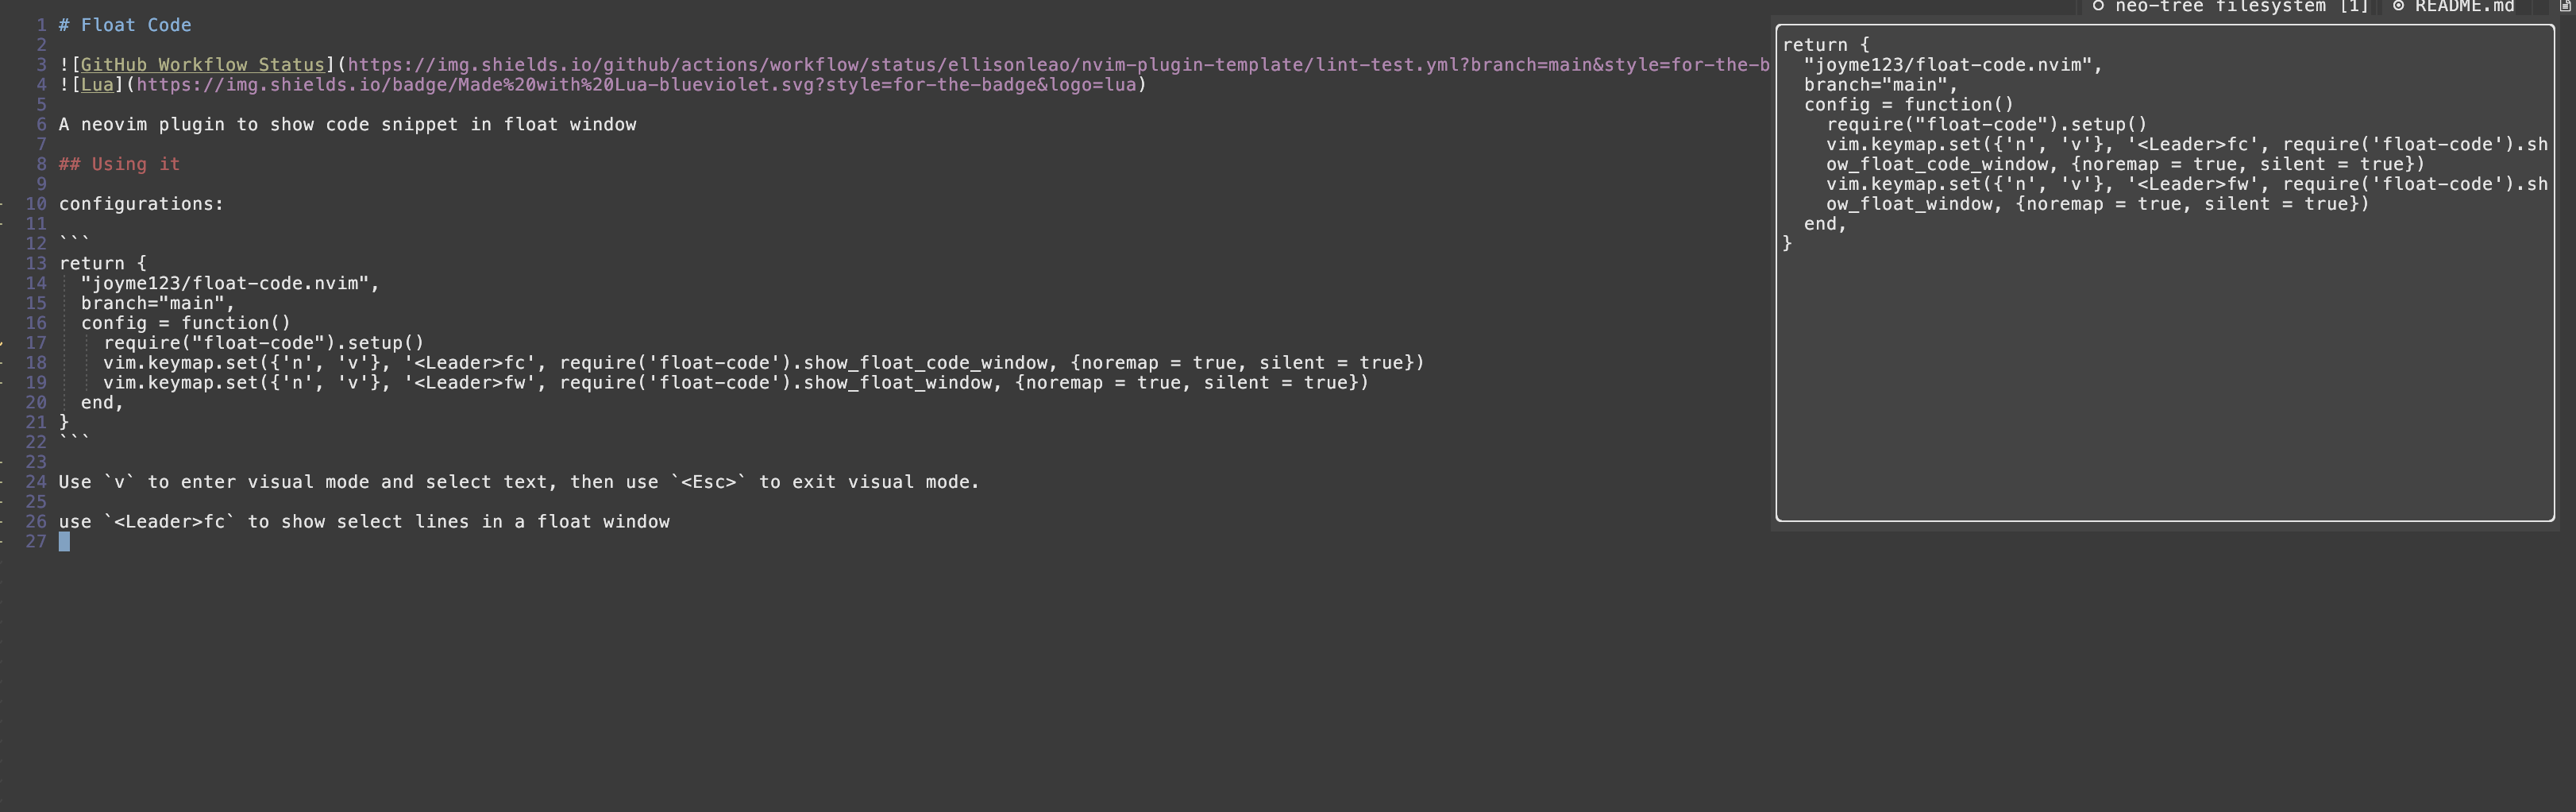 neo-tree filesystem [1] README.md
1 # Float Code
2
3 ![GitHub Workflow Status](https://img.shields.io/github/actions/workflow/status/ellisonleao/nvim-plugin-template/lint-test.yml?branch=main&style=for-the-b
4 ![Lua](https://img.shields.io/badge/Made%20with%20Lua-blueviolet.svg?style=for-the-badge&logo=lua)
5
6 A neovim plugin to show code snippet in float window
7
8 ## Using it
9
10 configurations:
11
12 ```
13 return {
14   "joyme123/float-code.nvim",
15   branch="main",
16   config = function()
17     require("float-code").setup()
18     vim.keymap.set({'n', 'v'}, '<Leader>fc', require('float-code').show_float_code_window, {noremap = true, silent = true})
19     vim.keymap.set({'n', 'v'}, '<Leader>fw', require('float-code').show_float_window, {noremap = true, silent = true})
20   end,
21 }
22 ```
23
24 Use `v` to enter visual mode and select text, then use `<Esc>` to exit visual mode.
25
26 use `<Leader>fc` to show select lines in a float window
27
return {
  "joyme123/float-code.nvim",
  branch="main",
  config = function()
    require("float-code").setup()
    vim.keymap.set({'n', 'v'}, '<Leader>fc', require('float-code').sh
    ow_float_code_window, {noremap = true, silent = true})
    vim.keymap.set({'n', 'v'}, '<Leader>fw', require('float-code').sh
    ow_float_window, {noremap = true, silent = true})
  end,
}